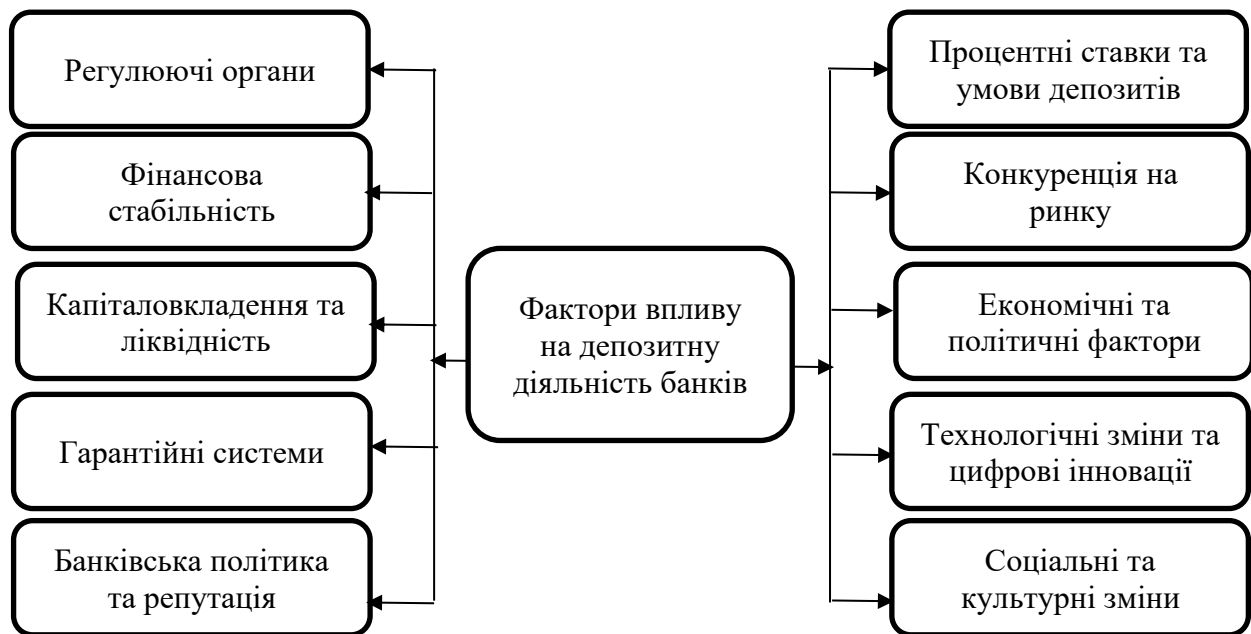 Регулюючі органи
Фінансова
стабільність
Капіталовкладення та
ліквідність
Гарантійні системи
Банківська політика
та репутація
Фактори впливу
на депозитну
діяльність банків
Процентні ставки та
умови депозитів
Конкуренція на
ринку
Економічні та
політичні фактори
Технологічні зміни та
цифрові інновації
Соціальні та
культурні зміни